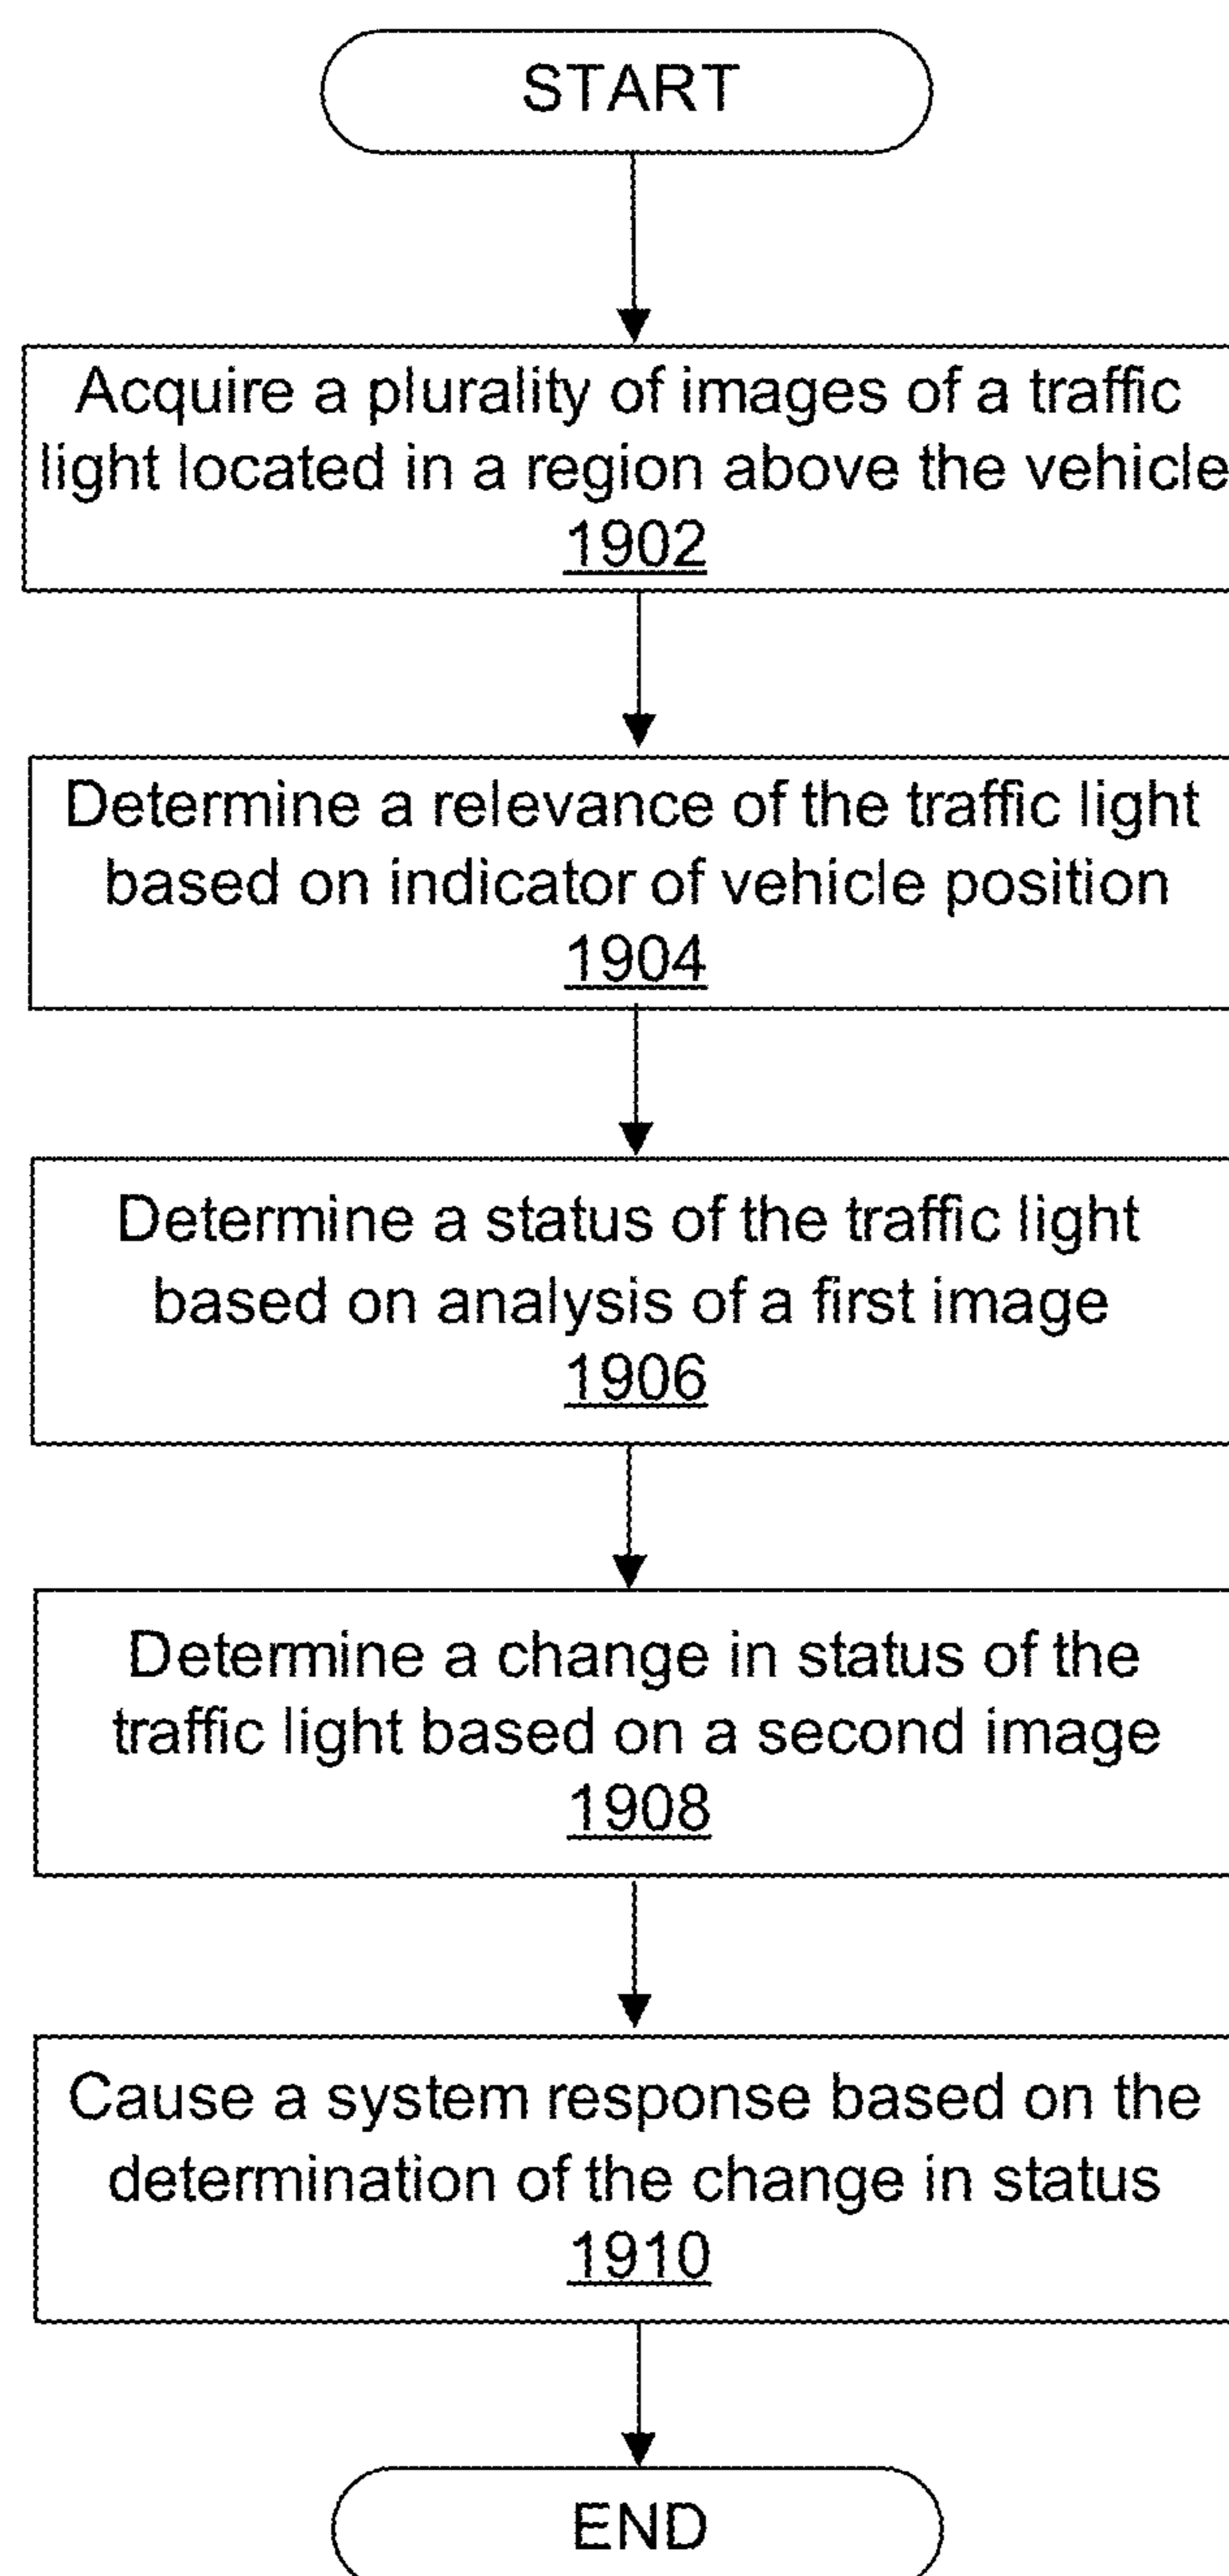 START
Acquire a plurality of images of a traffic
light located in a region above the vehicle
1902
Determine a relevance of the traffic light
based on indicator of vehicle position
1904
Determine a status of the traffic light
based on analysis of a first image
1906
Determine a change in status of the
traffic light based on a second image
1908
Cause a system response based on the
determination of the change in status
1910
END